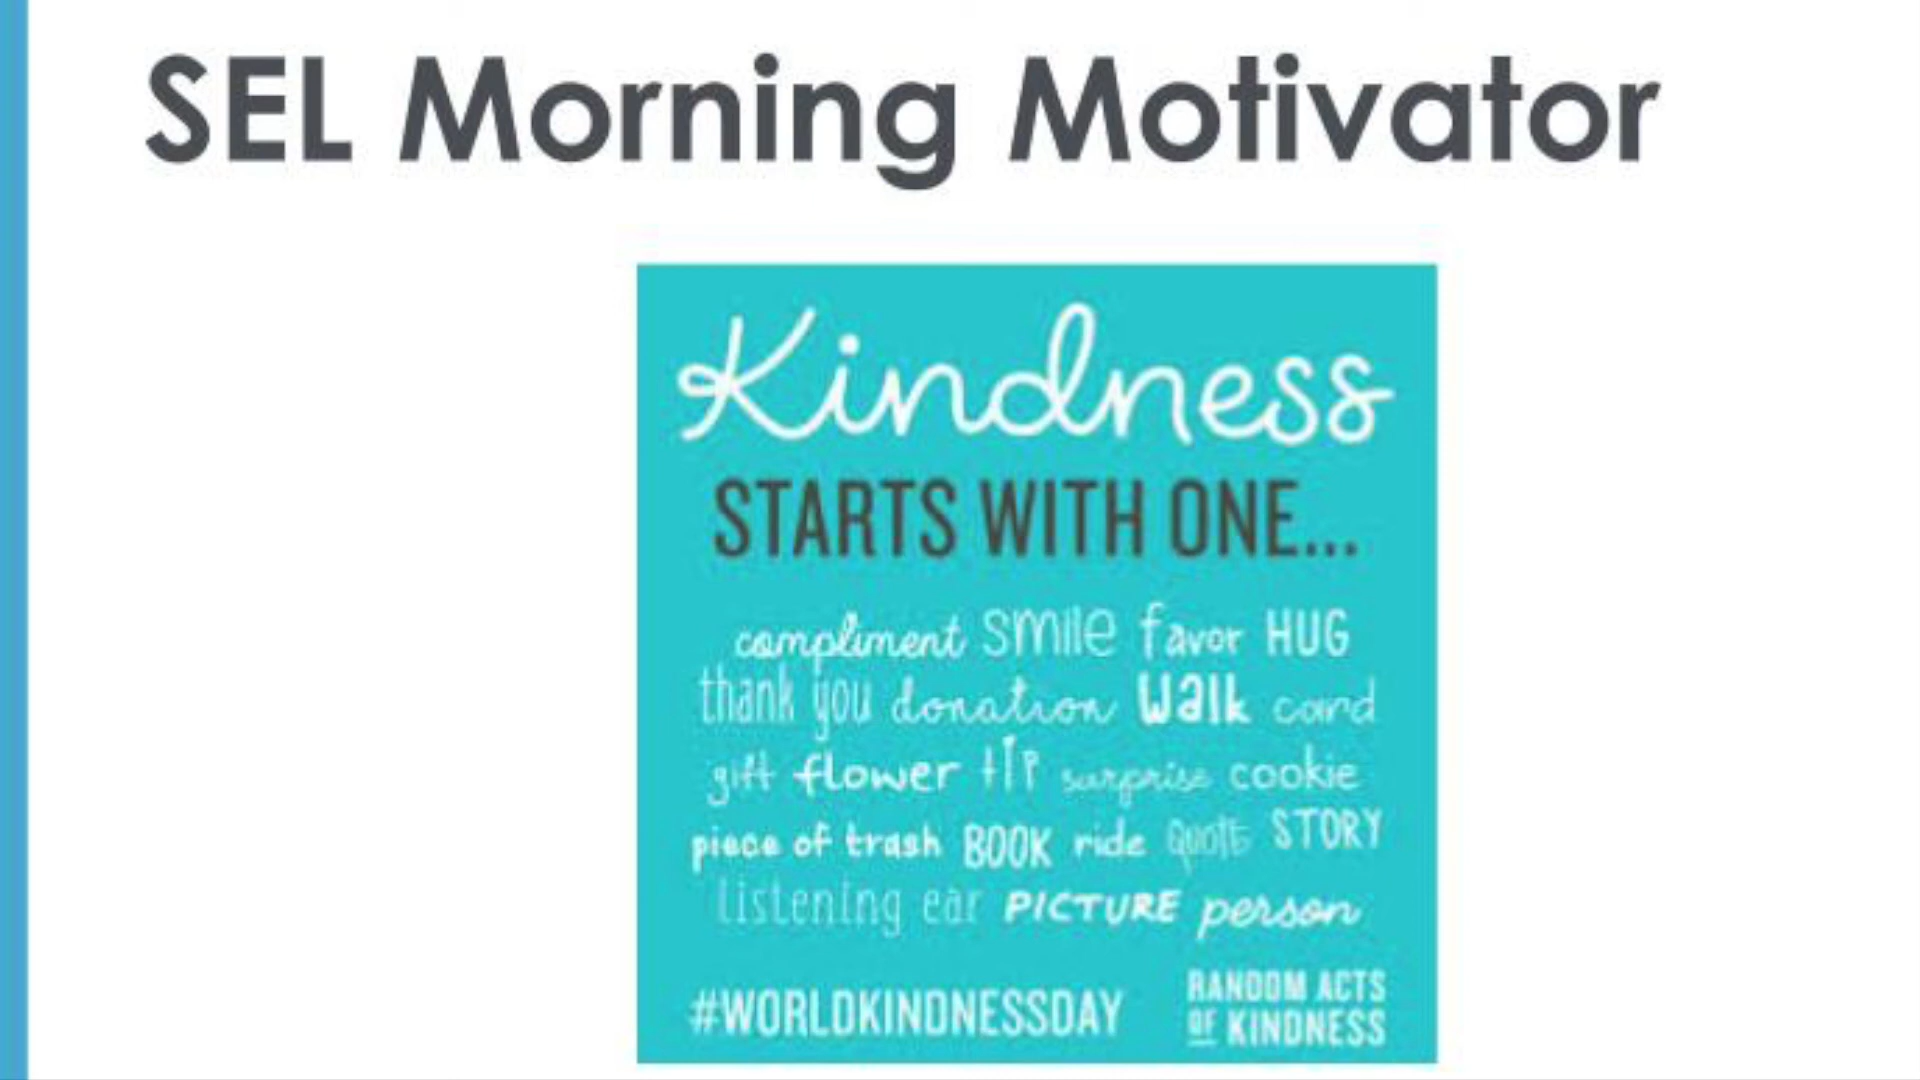 SEL Morning Motivator
Kindness
STARTS WITH ONE...
compliment smile favor HUG
thank you donation walk card
gift flower tip surprise cookie
piece of trash BOOK ride quote STORY
listening ear PICTURE person
#WORLDKINDNESSDAY
RANDOM ACTS
OF KINDNESS